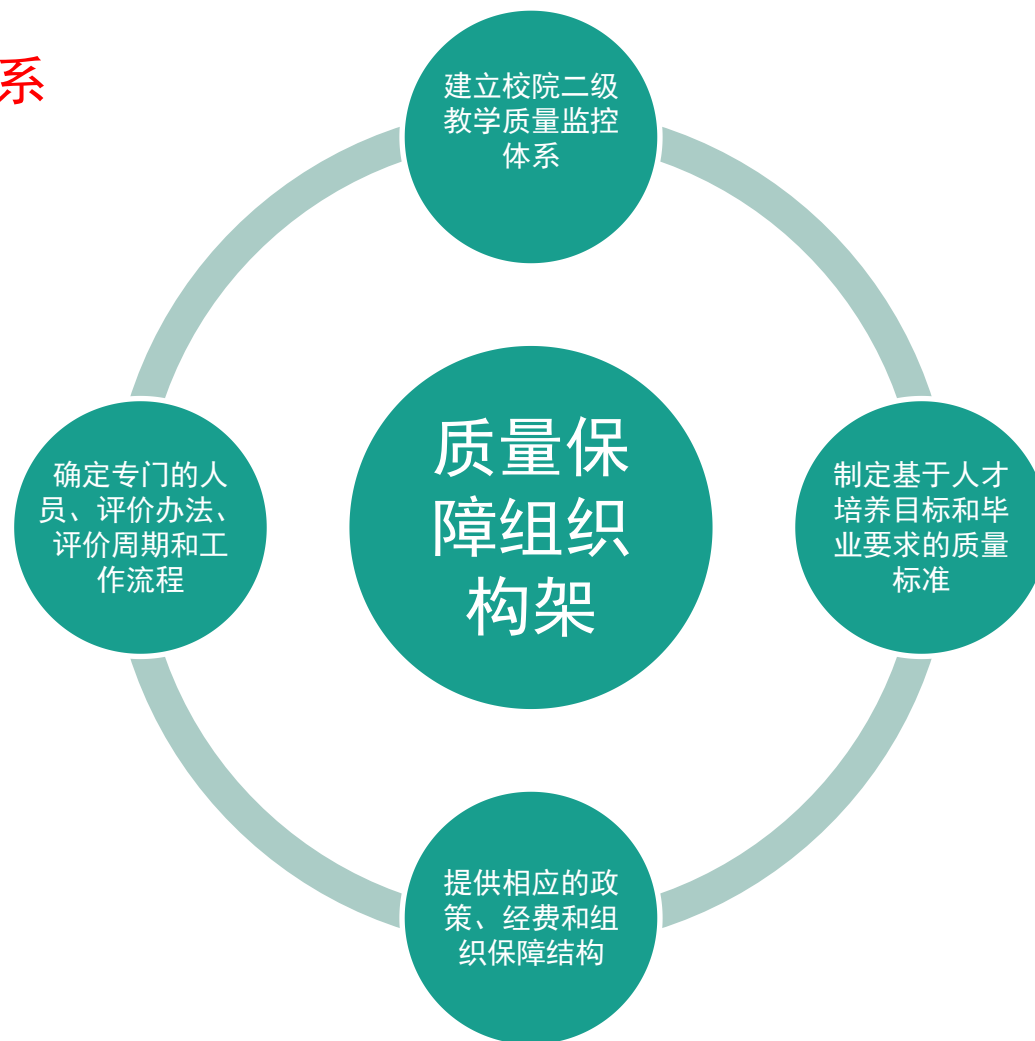 系
建立校院二级
教学质量监控
体系
确定专门的人
员、评价办法、
评价周期和工
作流程
质量保
障组织
构架
制定基于人才
培养目标和毕
业要求的质量
标准
提供相应的政
策、经费和组
织保障结构